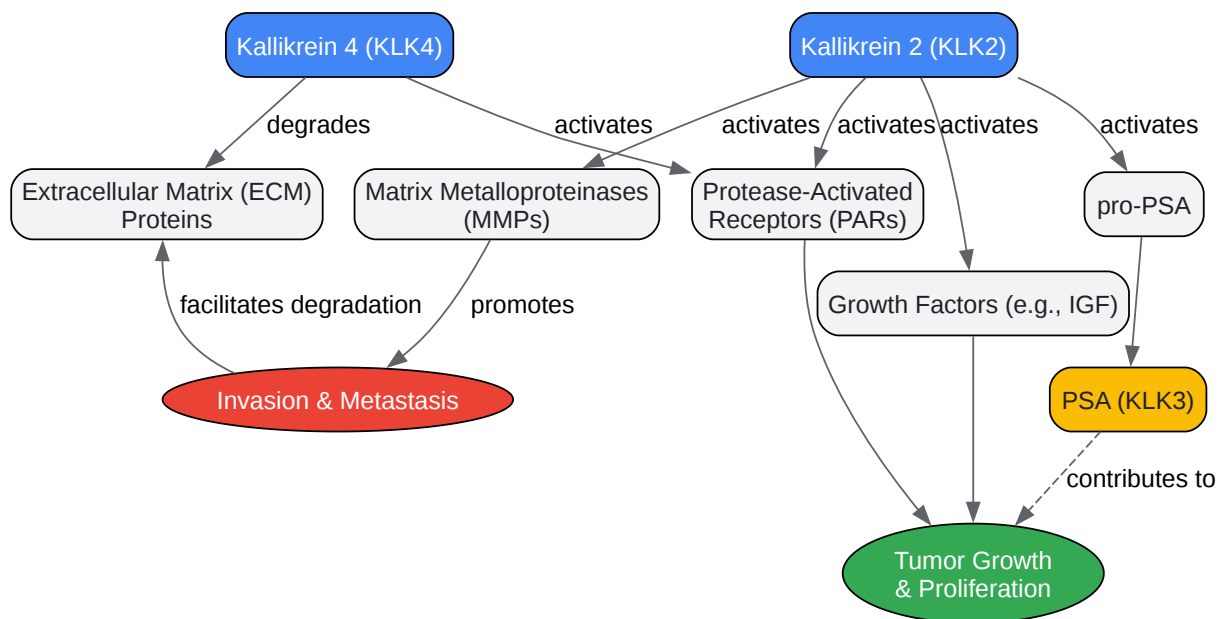 Kallikrein 4 (KLK4)
Kallikrein 2 (KLK2)
degrades
activates
activates
activates
activates
activates
Extracellular Matrix (ECM)
Proteins
Matrix Metalloproteinases
(MMPs)
Protease-Activated
Receptors (PARs)
pro-PSA
facilitates degradation
promotes
Growth Factors (e.g., IGF)
Invasion & Metastasis
PSA (KLK3)
contributes to
Tumor Growth
& Proliferation